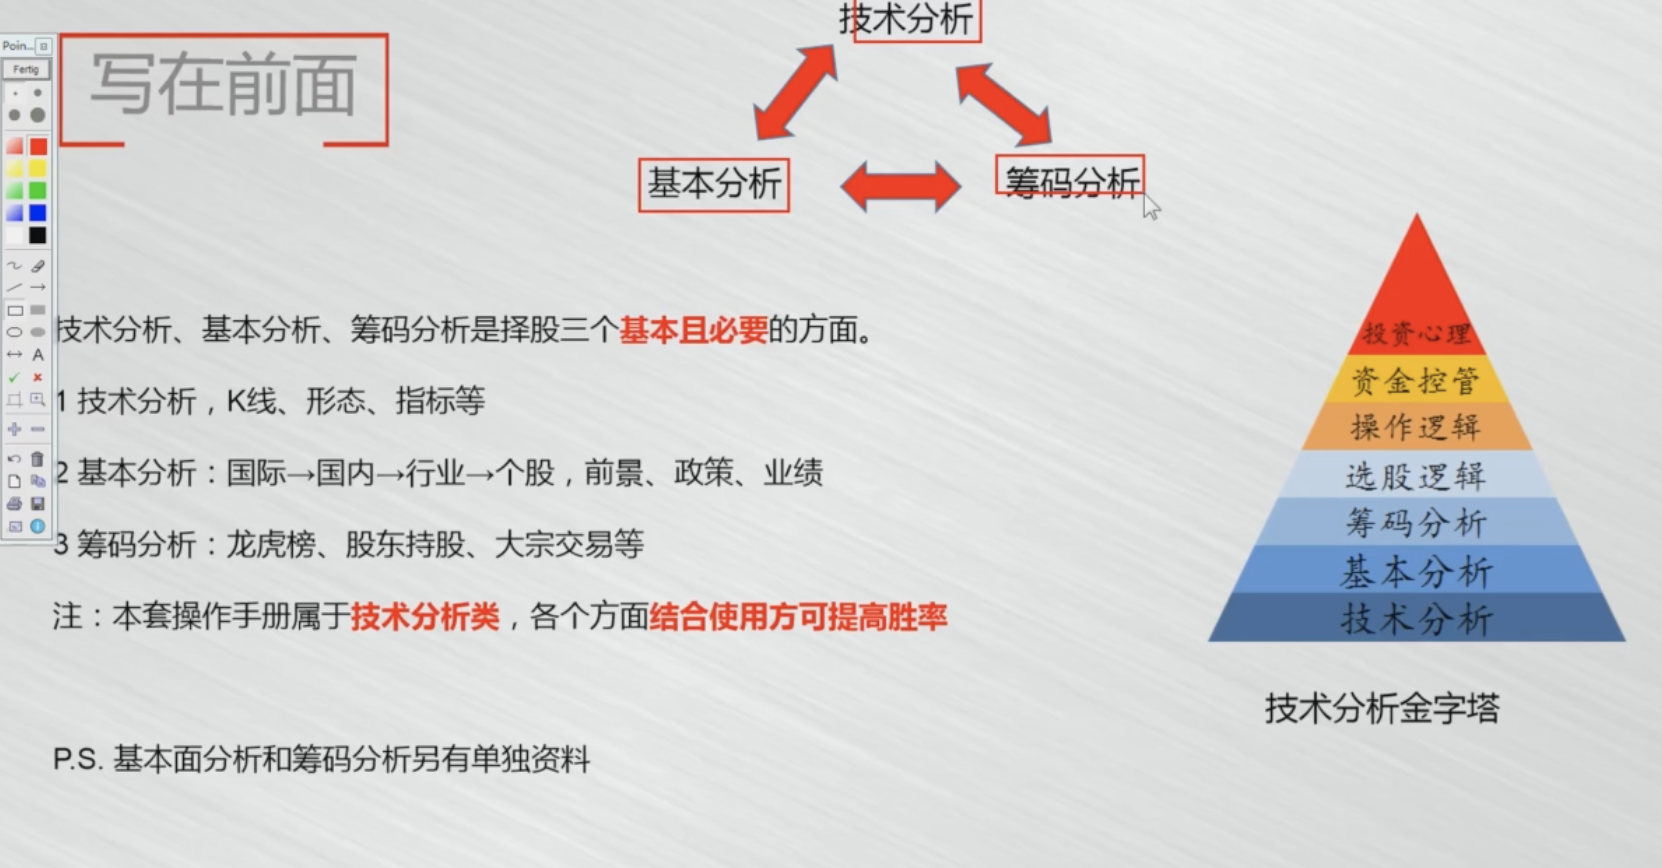 技术分析
Poin...
Fertig
写在前面
基本分析
筹码分析
技术分析、基本分析、筹码分析是择股三个基本且必要的方面。
1 技术分析，K线、形态、指标等
2 基本分析：国际→国内→行业→个股，前景、政策、业绩
3 筹码分析：龙虎榜、股东持股、大宗交易等
注：本套操作手册属于技术分析类，各个方面结合使用方可提高胜率
P.S. 基本面分析和筹码分析另有单独资料
投资心理
资金控管
操作逻辑
选股逻辑
筹码分析
基本分析
技术分析
技术分析金字塔